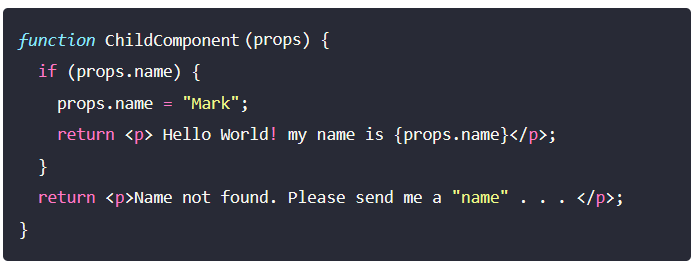 function ChildComponent(props) {
  if (props.name) {
    props.name = "Mark";
    return <p> Hello World! my name is {props.name}</p>;
  }
  return <p>Name not found. Please send me a "name" . . . </p>;
}